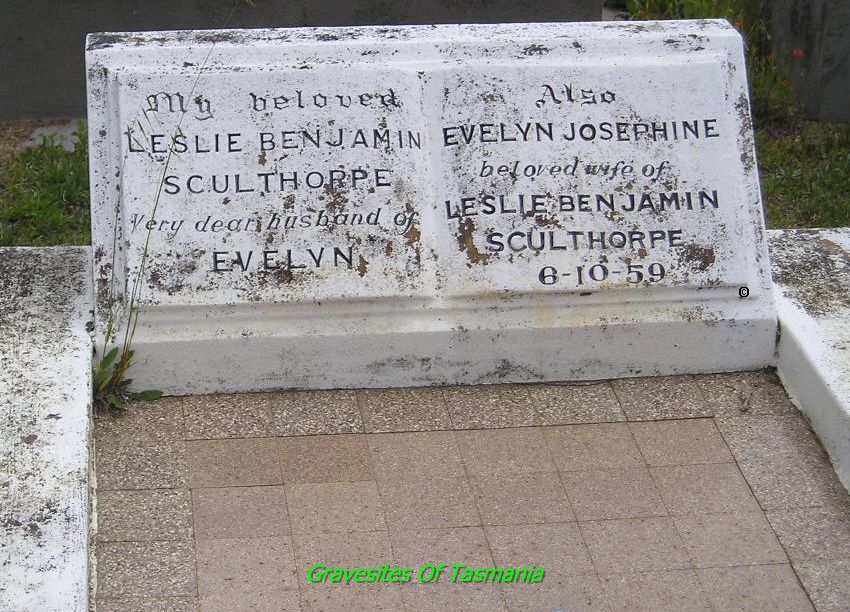 My beloved
LESLIE BENJAMIN
SCULTHORPE
Very dear husband of
EVELYN
Also
EVELYN JOSEPHINE
beloved wife of
LESLIE BENJAMIN
SCULTHORPE
6-10-59
©
Gravesites Of Tasmania